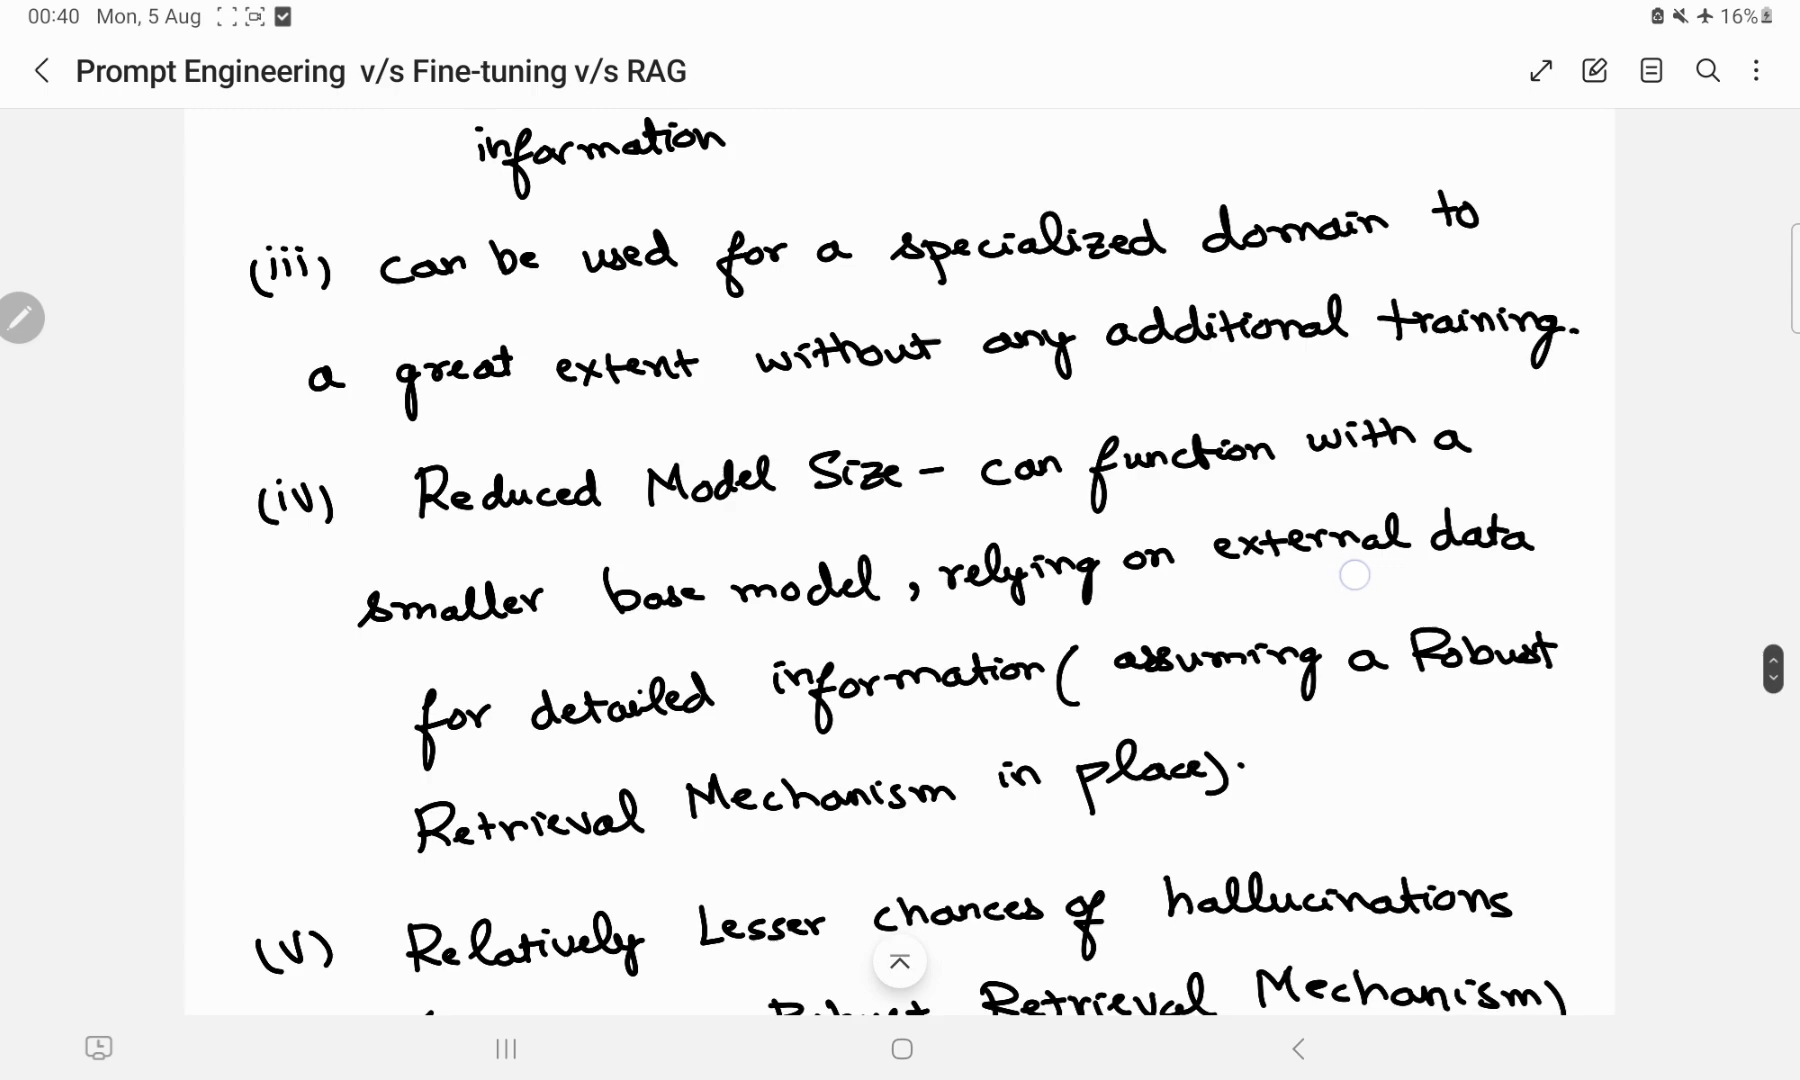 00:40 Mon, 5 Aug
16%
Prompt Engineering v/s Fine-tuning v/s RAG
information
(iii) can be used for a specialized domain to
a great extent without any additional training.
(iv) Reduced Model Size - can function with a
smaller base model, relying on external data
for detailed information (assuming a Robust
Retrieval Mechanism in place).
(v) Relatively Lesser chances of hallucinations
Robust Retrieval Mechanism)